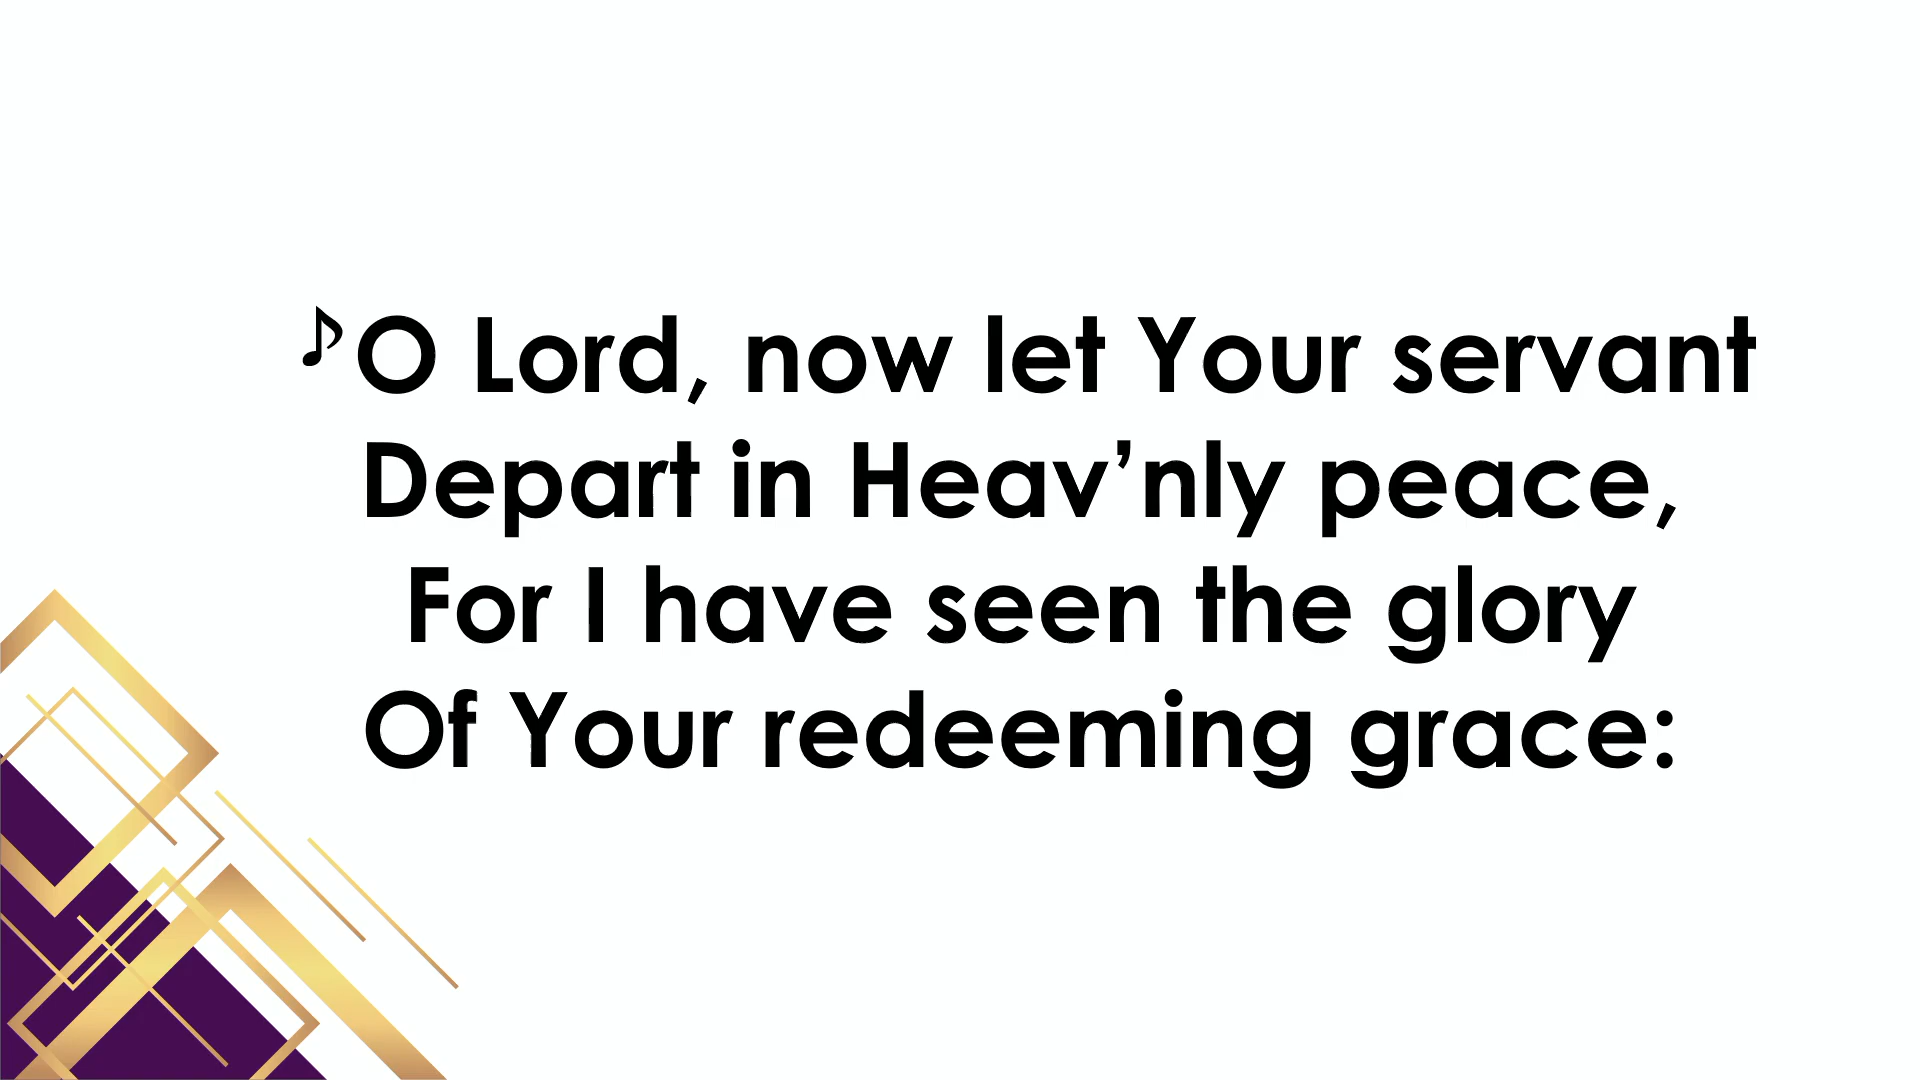 ♪O Lord, now let Your servant
Depart in Heav’nly peace,
For I have seen the glory
Of Your redeeming grace: